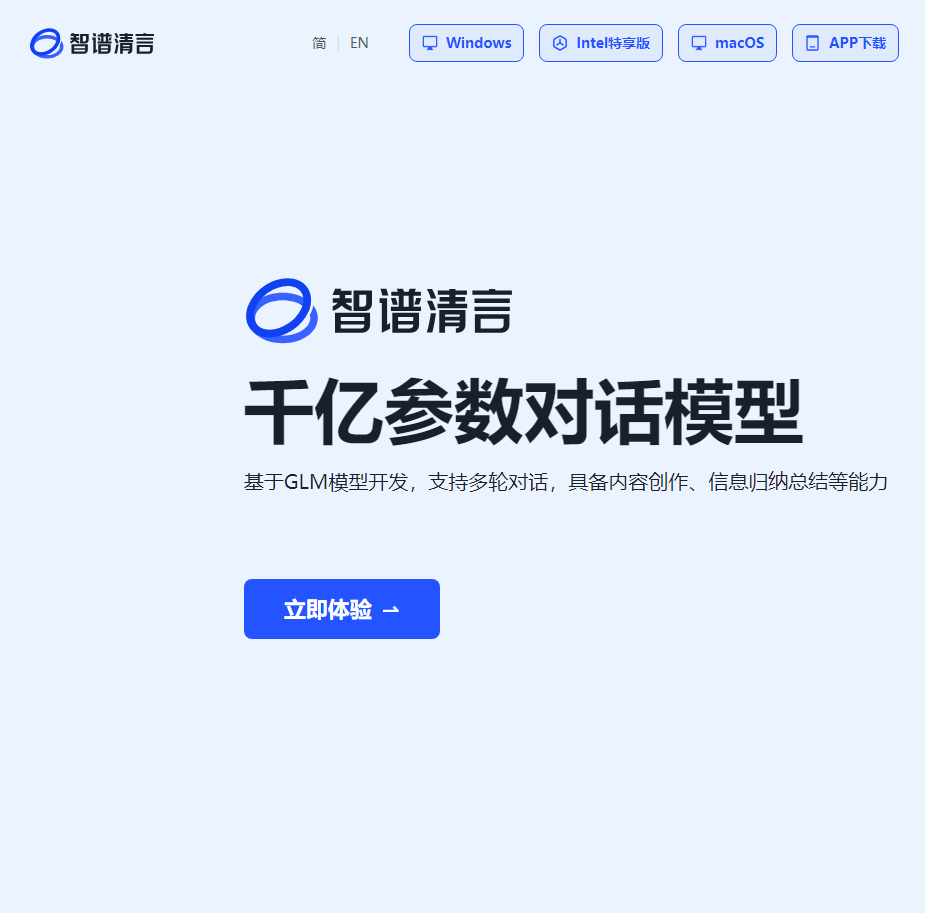 智谱清言
简 | EN
Windows
Intel特享版
macOS
APP下载
智谱清言
千亿参数对话模型
基于GLM模型开发，支持多轮对话，具备内容创作、信息归纳总结等能力
立即体验 →